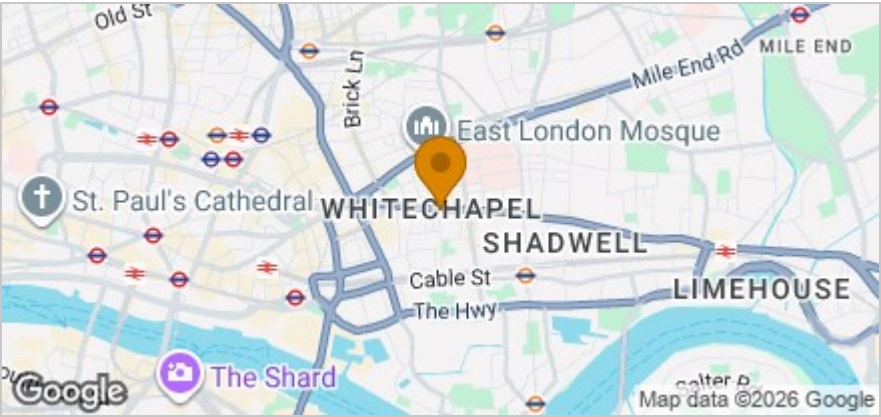 Old St
MILE END
Mile End Rd
Brick Ln
East London Mosque
St. Paul's Cathedral
WHITECHAPEL
SHADWELL
Cable St
LIMEHOUSE
The Hwy
The Shard
Google
Map data ©2026 Google